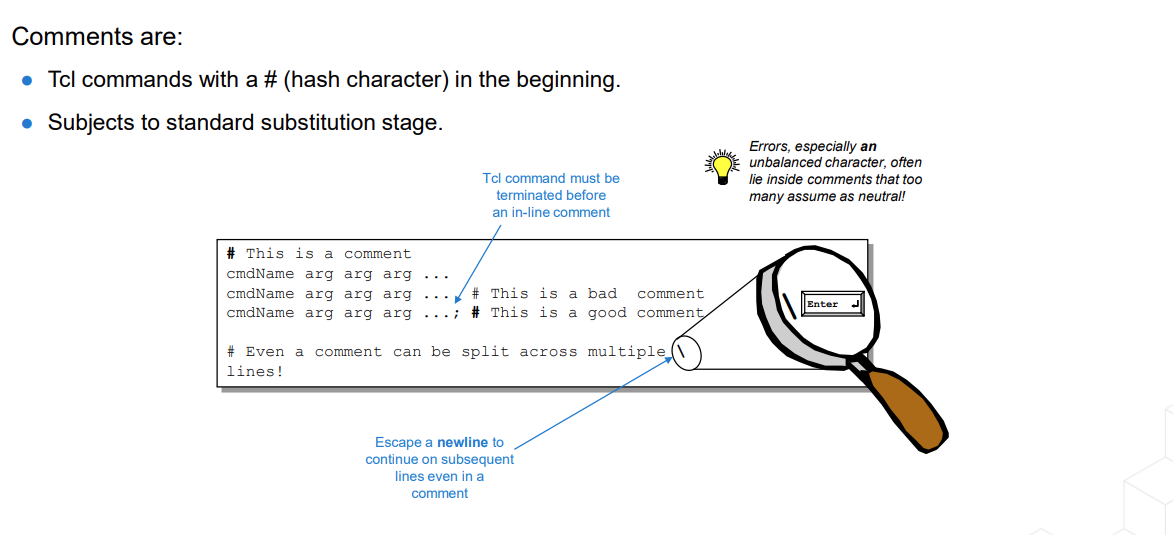 Comments are:
Tcl commands with a # (hash character) in the beginning.
Subjects to standard substitution stage.
Errors, especially an
unbalanced character, often
lie inside comments that too
many assume as neutral!
Tcl command must be
terminated before
an in-line comment
# This is a comment
cmdName arg arg arg ...
cmdName arg arg arg ... # This is a bad comment
cmdName arg arg arg ...; # This is a good comment
# Even a comment can be split across multiple \
lines!
\ Enter ↵
Escape a newline to
continue on subsequent
lines even in a
comment